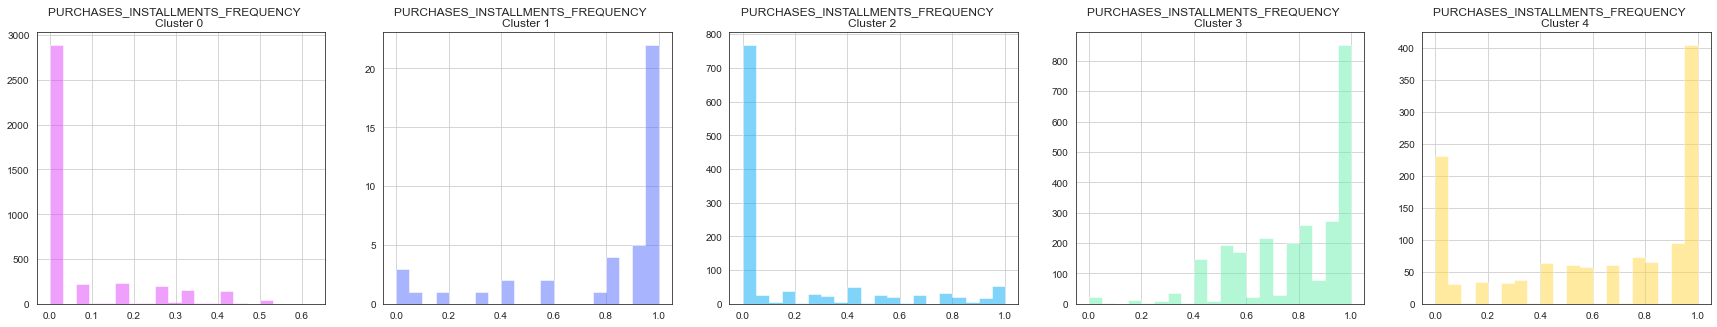 PURCHASES_INSTALLMENTS_FREQUENCY
Cluster 0
3000
2500
2000
1500
1000
500
0
0.0 0.1 0.2 0.3 0.4 0.5 0.6
PURCHASES_INSTALLMENTS_FREQUENCY
Cluster 1
20
15
10
5
0
0.0 0.2 0.4 0.6 0.8 1.0
PURCHASES_INSTALLMENTS_FREQUENCY
Cluster 2
800
700
600
500
400
300
200
100
0
0.0 0.2 0.4 0.6 0.8 1.0
PURCHASES_INSTALLMENTS_FREQUENCY
Cluster 3
800
700
600
500
400
300
200
100
0
0.0 0.2 0.4 0.6 0.8 1.0
PURCHASES_INSTALLMENTS_FREQUENCY
Cluster 4
400
350
300
250
200
150
100
50
0
0.0 0.2 0.4 0.6 0.8 1.0